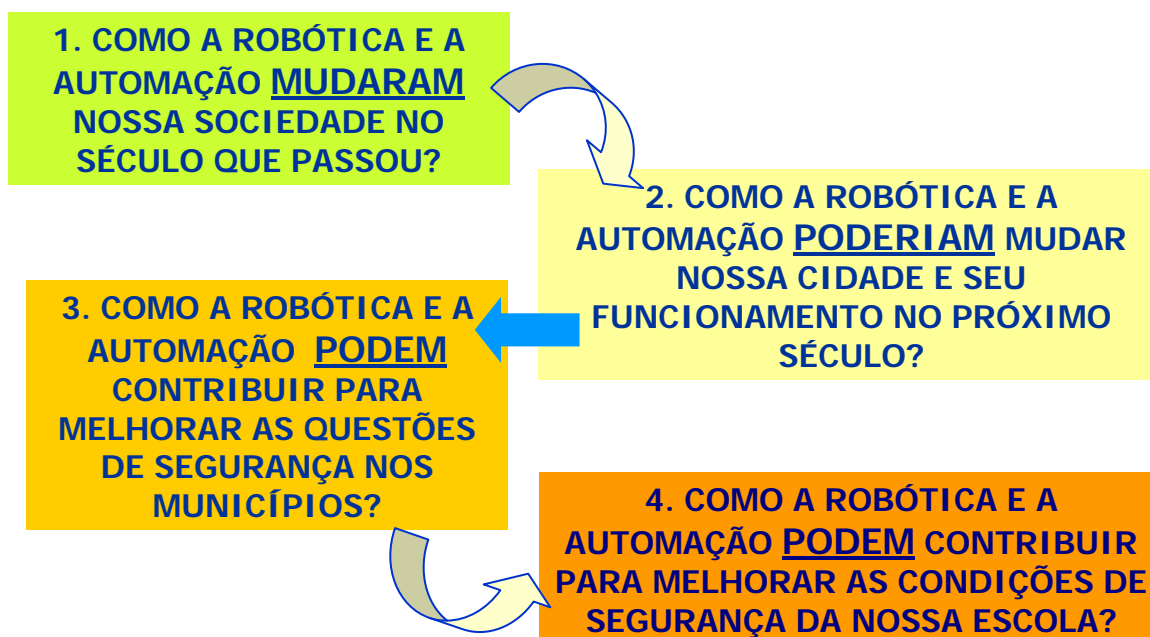 1. COMO A ROBÓTICA E A
AUTOMAÇÃO MUDARAM
NOSSA SOCIEDADE NO
SÉCULO QUE PASSOU?
2. COMO A ROBÓTICA E A
AUTOMAÇÃO PODERIAM MUDAR
NOSSA CIDADE E SEU
FUNCIONAMENTO NO PRÓXIMO
SÉCULO?
3. COMO A ROBÓTICA E A
AUTOMAÇÃO PODEM
CONTRIBUIR PARA
MELHORAR AS QUESTÕES
DE SEGURANÇA NOS
MUNICÍPIOS?
4. COMO A ROBÓTICA E A
AUTOMAÇÃO PODEM CONTRIBUIR
PARA MELHORAR AS CONDIÇÕES DE
SEGURANÇA DA NOSSA ESCOLA?